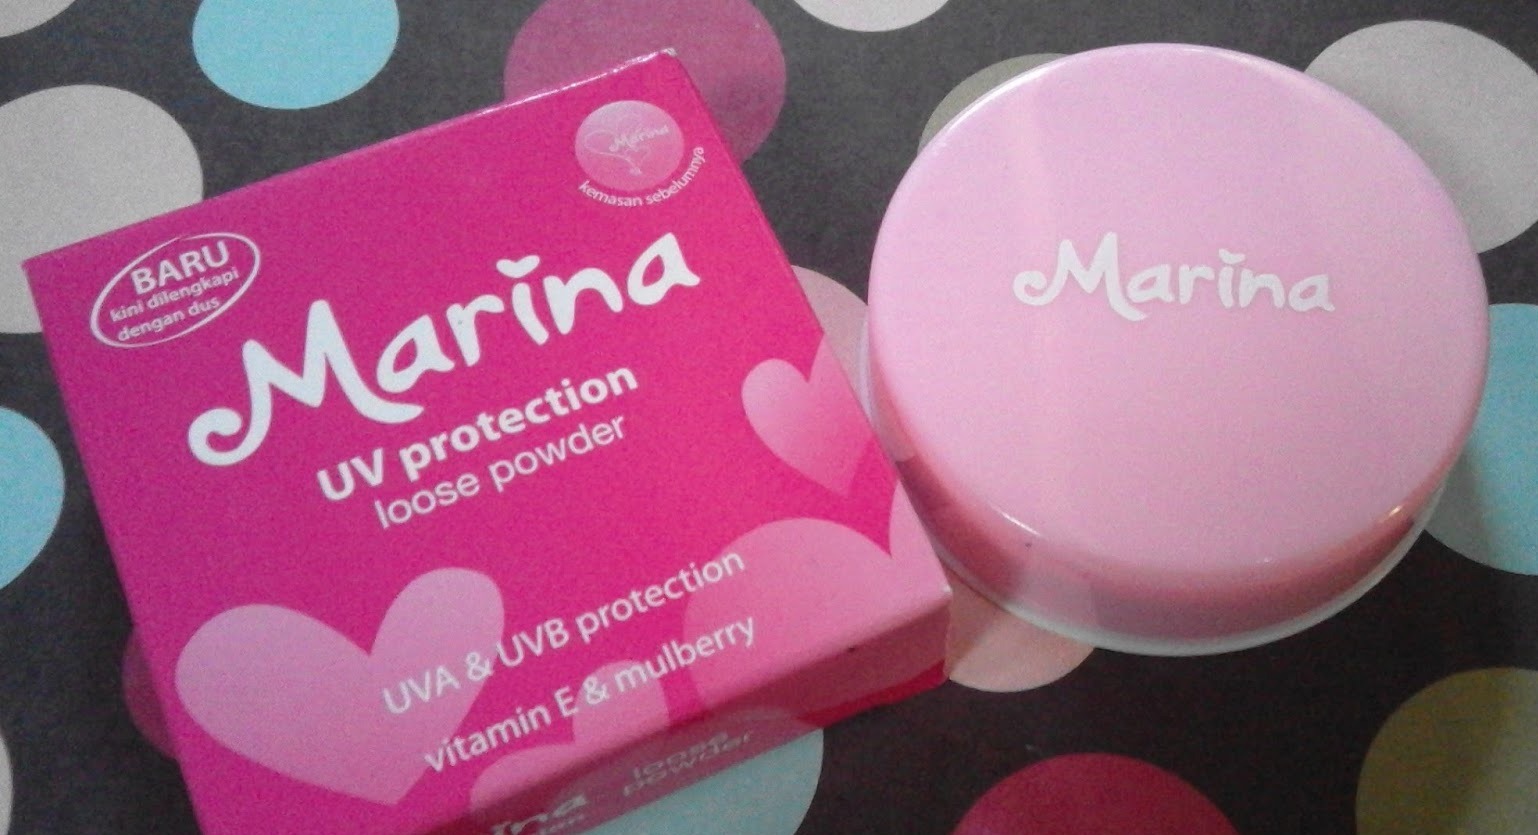 Marina
kemasan sebelumnya
BARU
kini dilengkapi
dengan dus
Marina
UV protection
loose powder
UVA & UVB protection
vitamin E & mulberry
loose
powder
Marina